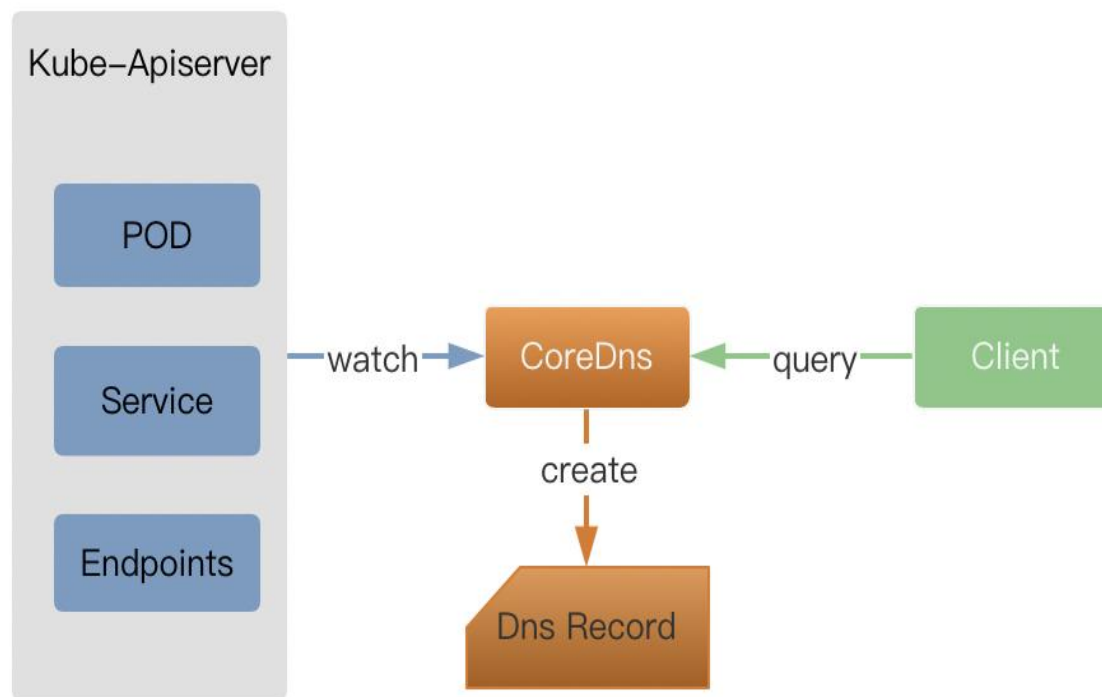 Kube-Apiserver
POD
Service
Endpoints
watch
CoreDns
query
Client
create
Dns Record